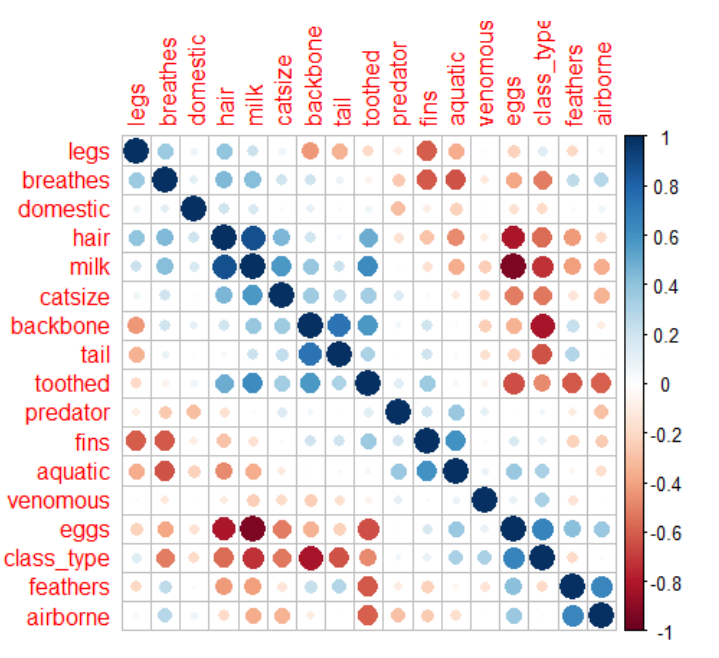 legs
breathes
domestic
hair
milk
catsize
backbone
tail
toothed
predator
fins
aquatic
venomous
eggs
class_type
feathers
airborne
legs
breathes
domestic
hair
milk
catsize
backbone
tail
toothed
predator
fins
aquatic
venomous
eggs
class_type
feathers
airborne
1
0.8
0.6
0.4
0.2
0
-0.2
-0.4
-0.6
-0.8
-1